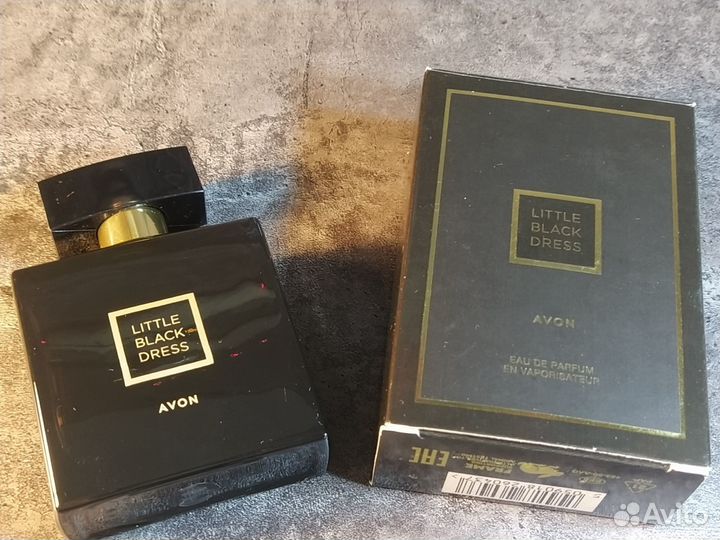 LITTLE
BLACK
DRESS
AVON
LITTLE
BLACK
DRESS
AVON
EAU DE PARFUM
EN VAPORISATEUR
EAC
Avito